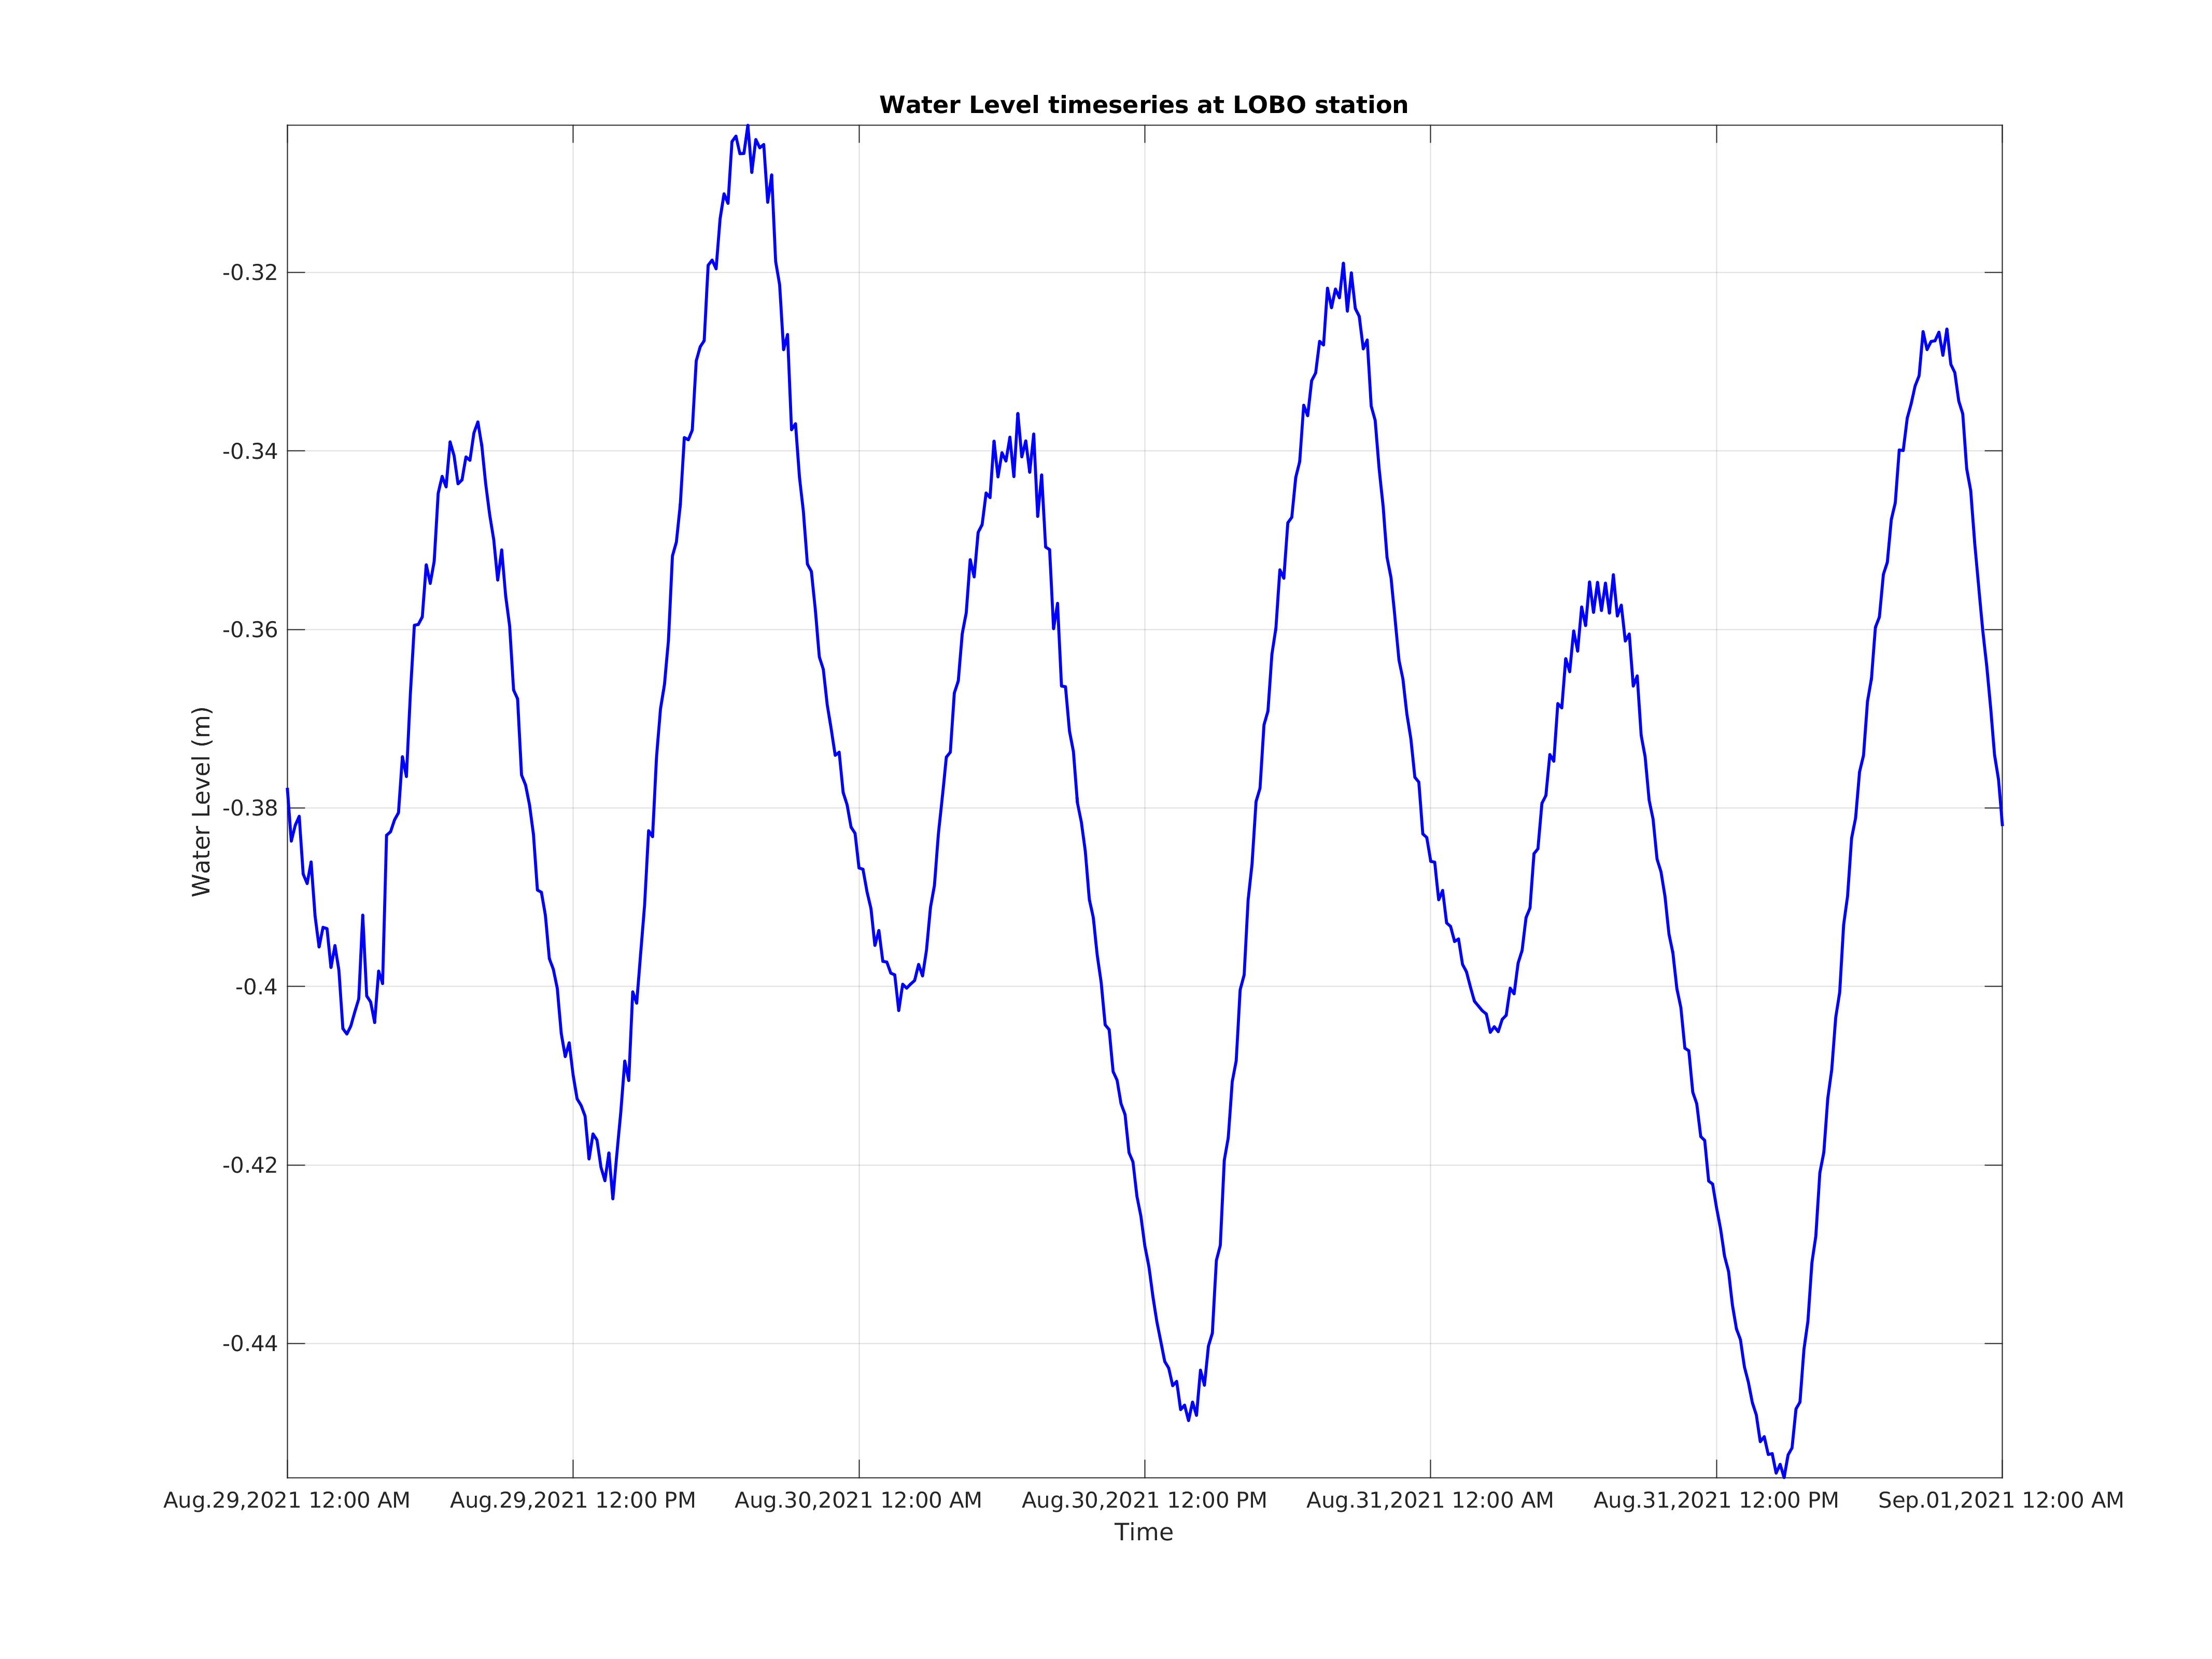 Water Level timeseries at LOBO station
-0.32
-0.34
-0.36
-0.38
-0.4
-0.42
-0.44
Water Level (m)
Aug.29,2021 12:00 AM Aug.29,2021 12:00 PM Aug.30,2021 12:00 AM Aug.30,2021 12:00 PM Aug.31,2021 12:00 AM Aug.31,2021 12:00 PM Sep.01,2021 12:00 AM
Time